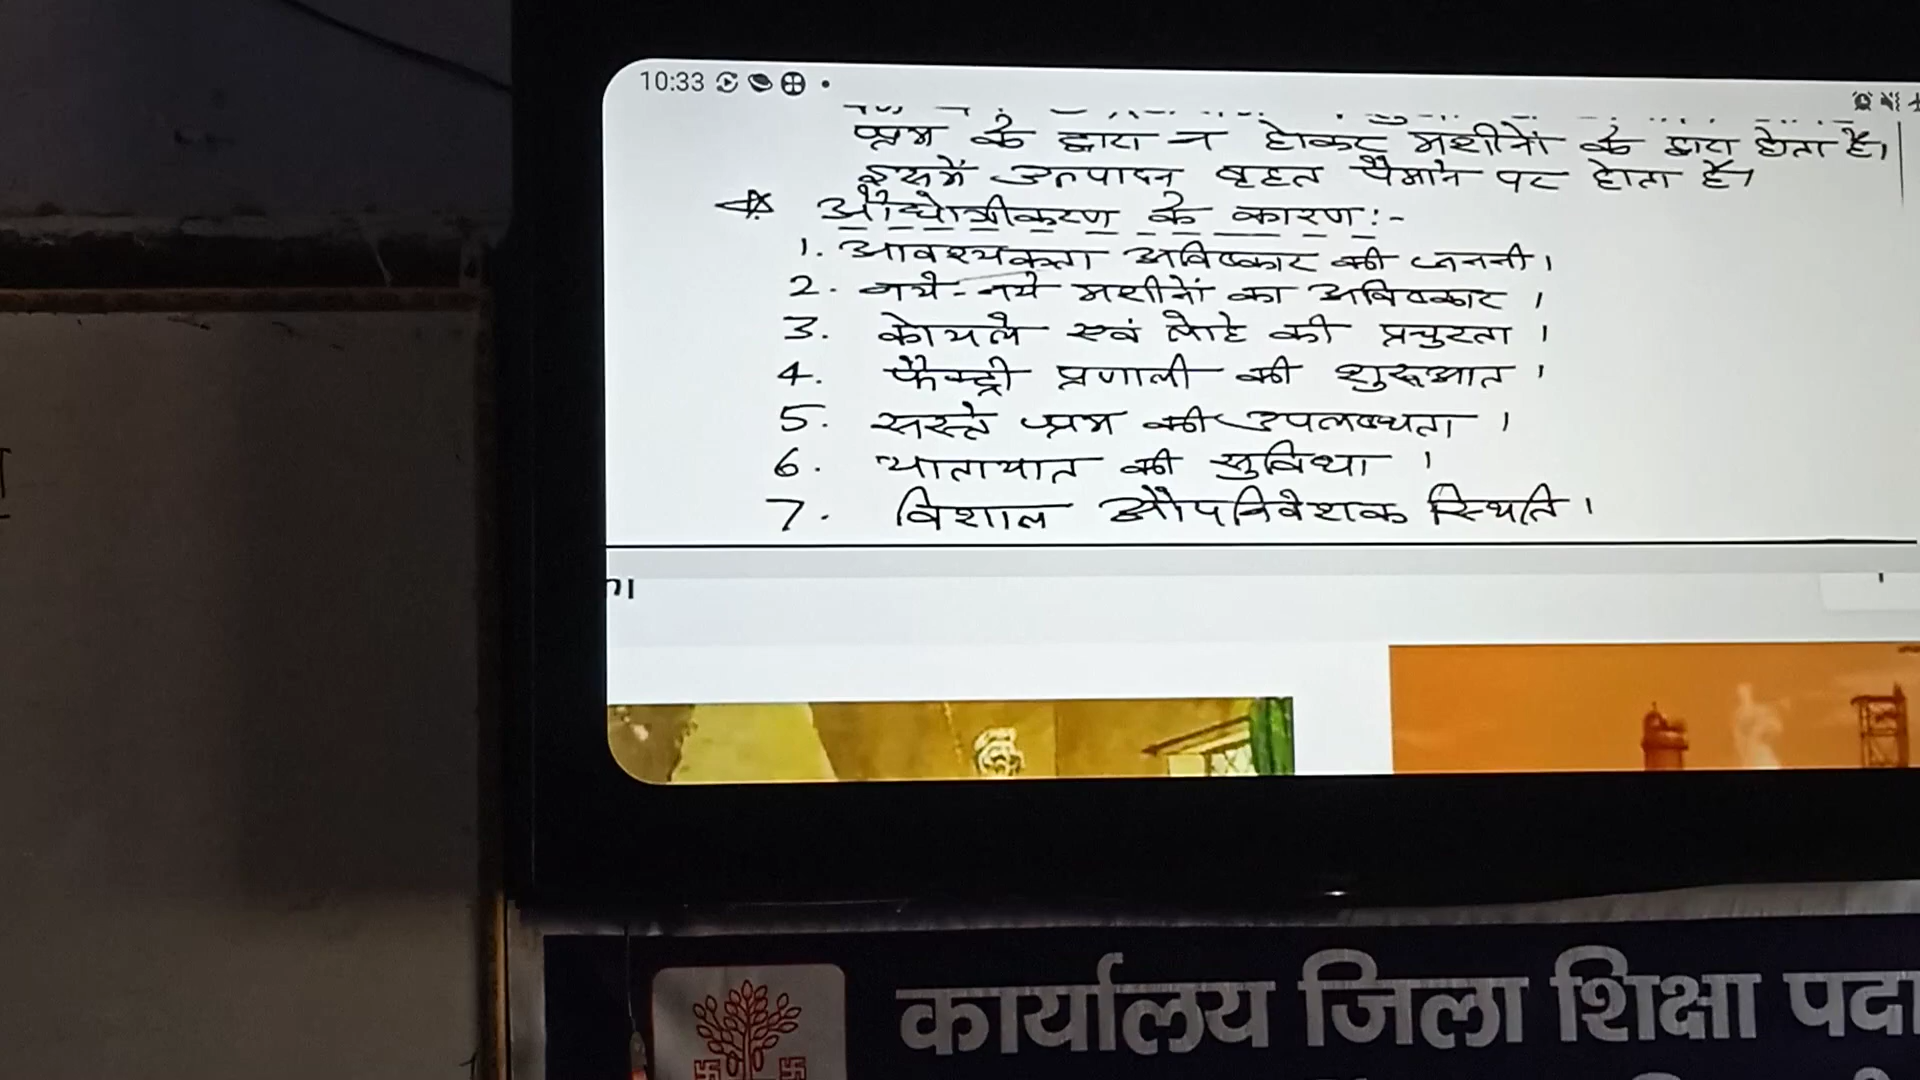 10:33
श्रम के द्वारा न होकर मशीनों के द्वारा होता है।
इसमें उत्पादन बृहत पैमाने पर होता है।
औद्योगीकरण के कारण:-
1. आवश्यकता अविष्कार की जननी।
2. नये-नये मशीनों का अविष्कार।
3. कोयले एवं लोहे की प्रचुरता।
4. फैक्ट्री प्रणाली की शुरूआत।
5. सस्ते श्रम की उपलब्धता।
6. यातायात की सुविधा।
7. विशाल औपनिवेशक स्थिति।
कार्यालय जिला शिक्षा पदा